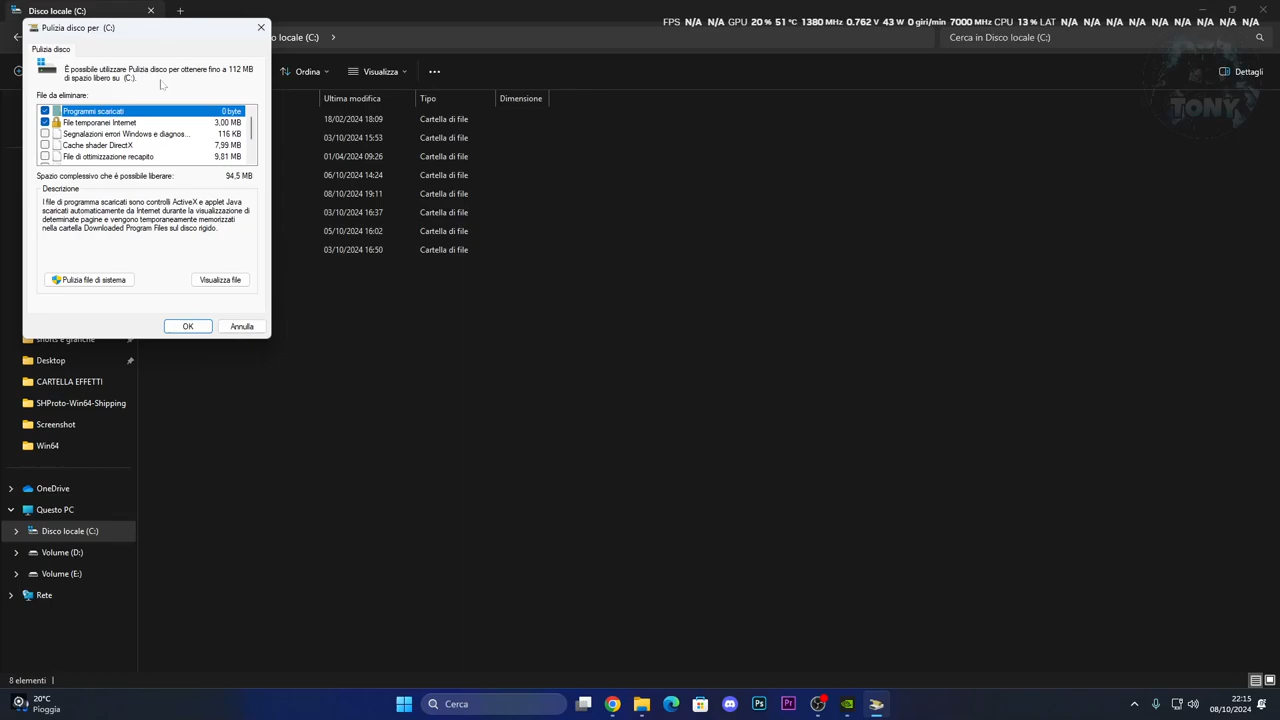 Disco locale (C:)
FPS N/A N/A N/A N/A N/A
580 MHz 0.762 V 43 W 0 giri/min 700 MHz CPU 13 % LAT N/A N/A N/A N/A N/A N/A N/A
Pulizia disco per (C:)
o locale (C:)
Cerca in Disco locale (C:)
Pulizia disco
È possibile utilizzare Pulizia disco per ottenere fino a 112 MB
di spazio libero su (C:).
Ordina
Visualizza
Dettagli
File da eliminare:
Ultima modifica
Tipo
Dimensione
Programmi scaricati 0 byte
File temporanei Internet 3,00 MB
Segnalazioni errori Windows e diagnos... 116 KB
Cache shader DirectX 7,99 MB
File di ottimizzazione recapito 9,81 MB
18/02/2024 18:09 Cartella di file
03/10/2024 15:53 Cartella di file
01/04/2024 09:26 Cartella di file
06/10/2024 14:24 Cartella di file
08/10/2024 19:11 Cartella di file
03/10/2024 16:37 Cartella di file
05/10/2024 16:02 Cartella di file
03/10/2024 16:50 Cartella di file
Spazio complessivo che è possibile liberare: 94,5 MB
Descrizione
I file di programma scaricati sono controlli ActiveX e applet Java
scaricati automaticamente da Internet durante la visualizzazione di
determinate pagine e vengono temporaneamente memorizzati
nella cartella Downloaded Program Files sul disco rigido.
Pulizia file di sistema
Visualizza file
OK
Annulla
shorts e grafiche
Desktop
CARTELLA EFFETTI
SHProto-Win64-Shipping
Screenshot
Win64
OneDrive
Questo PC
Disco locale (C:)
Volume (D:)
Volume (E:)
Rete
8 elementi
20°C
Pioggia
Cerca
22:15
08/10/2024